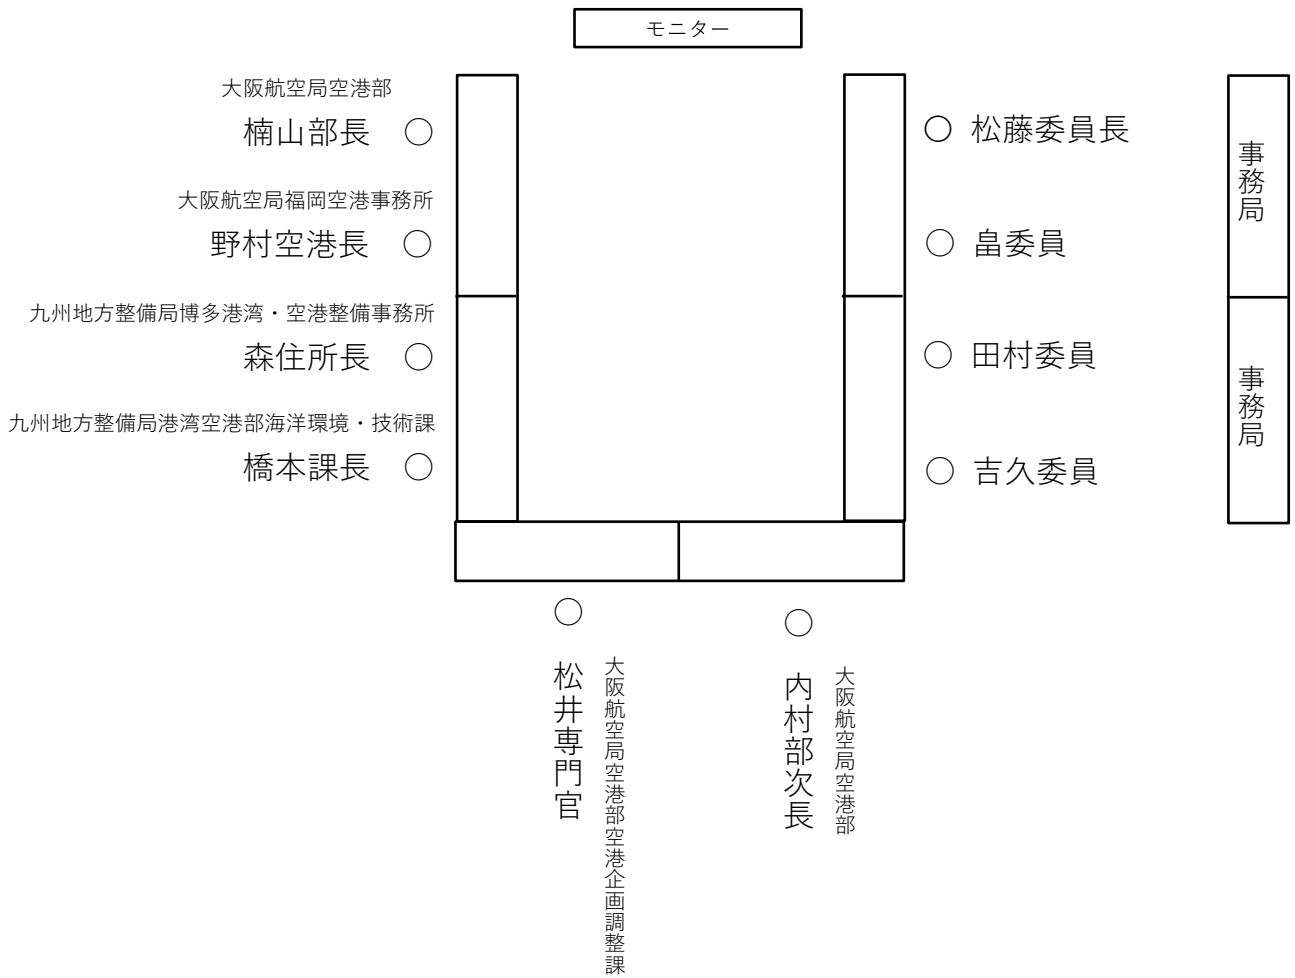 モニター
大阪航空局空港部
楠山部長 ○
大阪航空局福岡空港事務所
野村空港長 ○
九州地方整備局博多港湾・空港整備事務所
森住所長 ○
九州地方整備局港湾空港部海洋環境・技術課
橋本課長 ○
○ 松藤委員長
○ 畠委員
○ 田村委員
○ 吉久委員
事務局
事務局
○
松井専門官
大阪航空局空港部空港企画調整課
○
内村部次長
大阪航空局空港部